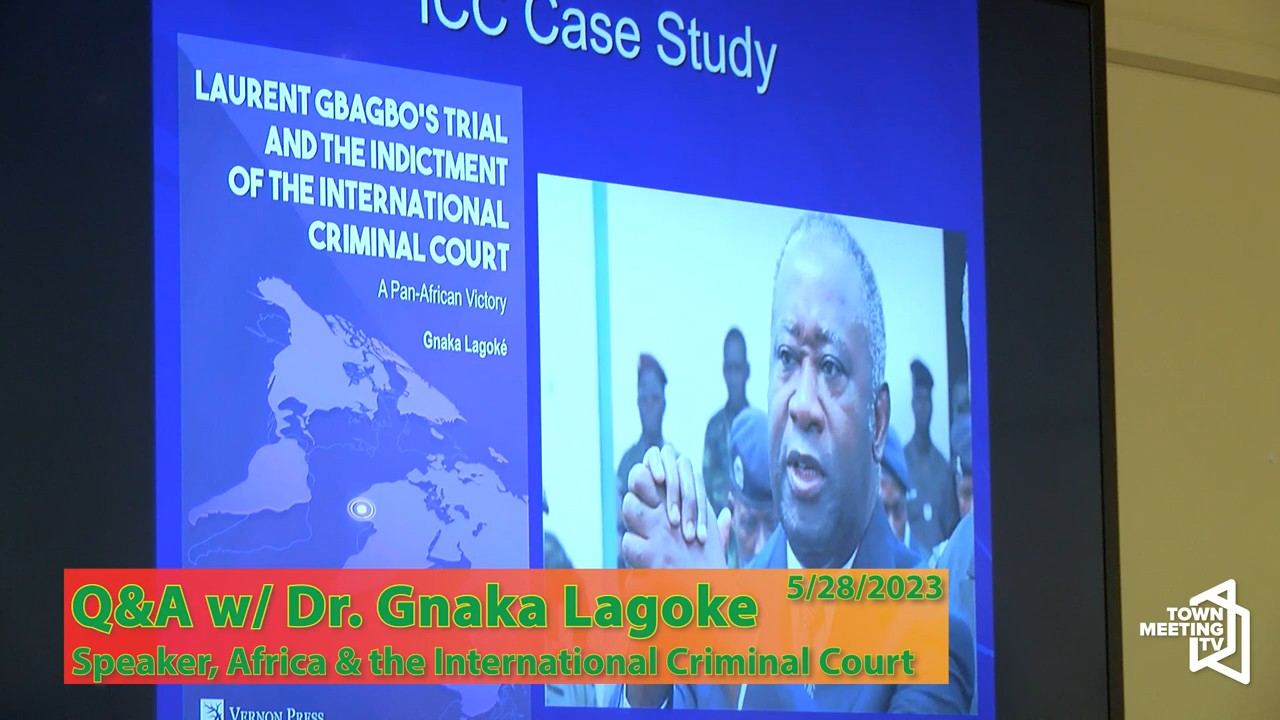 ICC Case Study
LAURENT GBAGBO'S TRIAL
AND THE INDICTMENT
OF THE INTERNATIONAL
CRIMINAL COURT
A Pan-African Victory
Gnaka Lagoké
Q&A w/ Dr. Gnaka Lagoke
5/28/2023
Speaker, Africa & the International Criminal Court
VERNON PRESS
TOWN
MEETING
TV